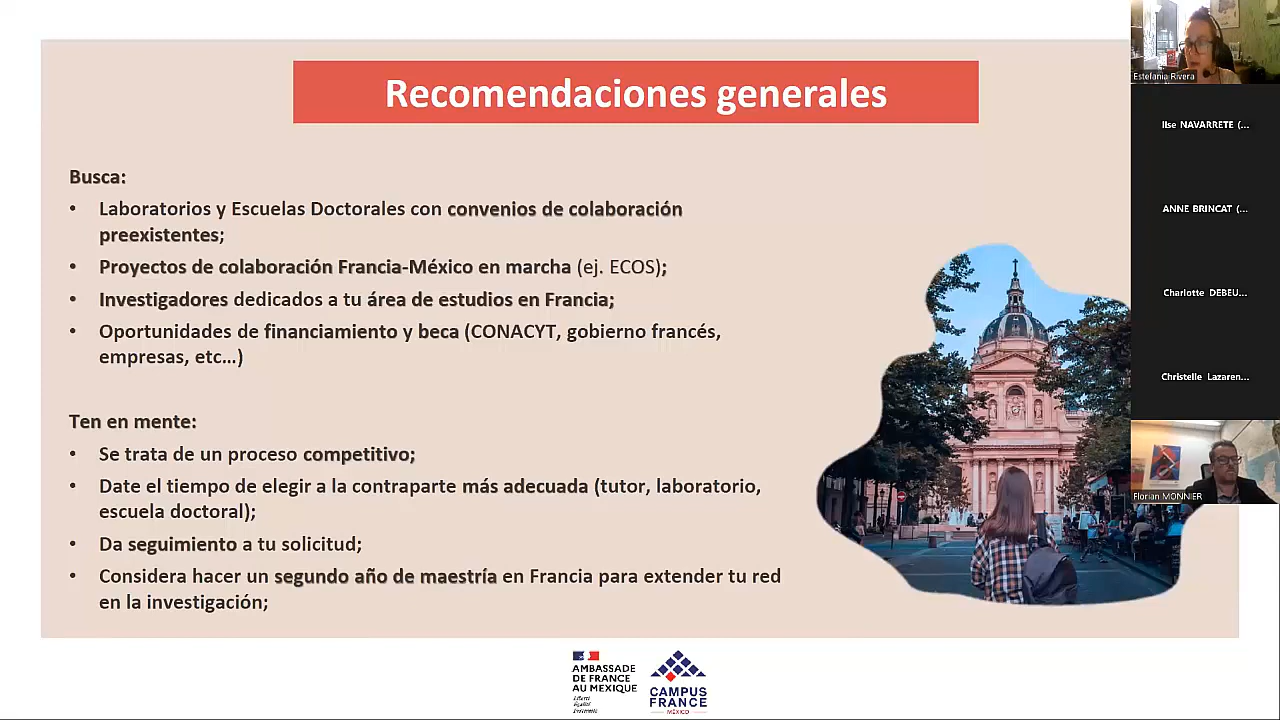 Recomendaciones generales
Busca:
• Laboratorios y Escuelas Doctorales con convenios de colaboración
preexistentes;
• Proyectos de colaboración Francia-México en marcha (ej. ECOS);
• Investigadores dedicados a tu área de estudios en Francia;
• Oportunidades de financiamiento y beca (CONACYT, gobierno francés,
empresas, etc...)
Ten en mente:
• Se trata de un proceso competitivo;
• Date el tiempo de elegir a la contraparte más adecuada (tutor, laboratorio,
escuela doctoral);
• Da seguimiento a tu solicitud;
• Considera hacer un segundo año de maestría en Francia para extender tu red
en la investigación;
AMBASSADE
DE FRANCE
AU MEXIQUE
Liberté
Égalité
Fraternité
CAMPUS
FRANCE
MÉXICO
Estefania Rivera
Ilse NAVARRETE (...
ANNE BRINCAT (...
Charlotte DEBEU...
Christelle Lazaren...
Florian MONNIER